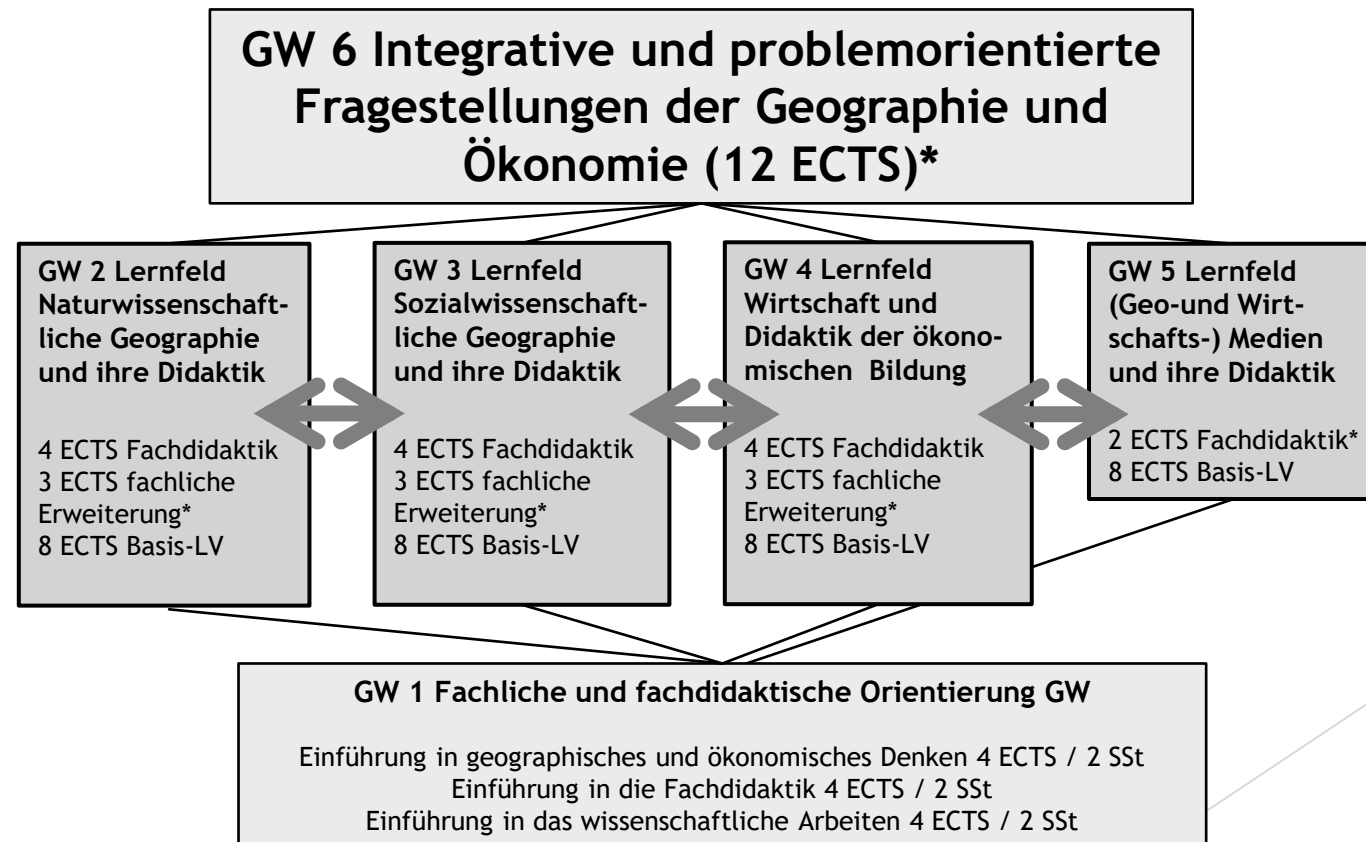 GW 6 Integrative und problemorientierte
Fragestellungen der Geographie und
Ökonomie (12 ECTS)*
GW 2 Lernfeld
Naturwissenschaft-
liche Geographie
und ihre Didaktik
4 ECTS Fachdidaktik
3 ECTS fachliche
Erweiterung*
8 ECTS Basis-LV
GW 3 Lernfeld
Sozialwissenschaft-
liche Geographie
und ihre Didaktik
4 ECTS Fachdidaktik
3 ECTS fachliche
Erweiterung*
8 ECTS Basis-LV
GW 4 Lernfeld
Wirtschaft und
Didaktik der ökono-
mischen Bildung
4 ECTS Fachdidaktik
3 ECTS fachliche
Erweiterung*
8 ECTS Basis-LV
GW 5 Lernfeld
(Geo-und Wirt-
schafts-) Medien
und ihre Didaktik
2 ECTS Fachdidaktik*
8 ECTS Basis-LV
GW 1 Fachliche und fachdidaktische Orientierung GW
Einführung in geographisches und ökonomisches Denken 4 ECTS / 2 SSt
Einführung in die Fachdidaktik 4 ECTS / 2 SSt
Einführung in das wissenschaftliche Arbeiten 4 ECTS / 2 SSt